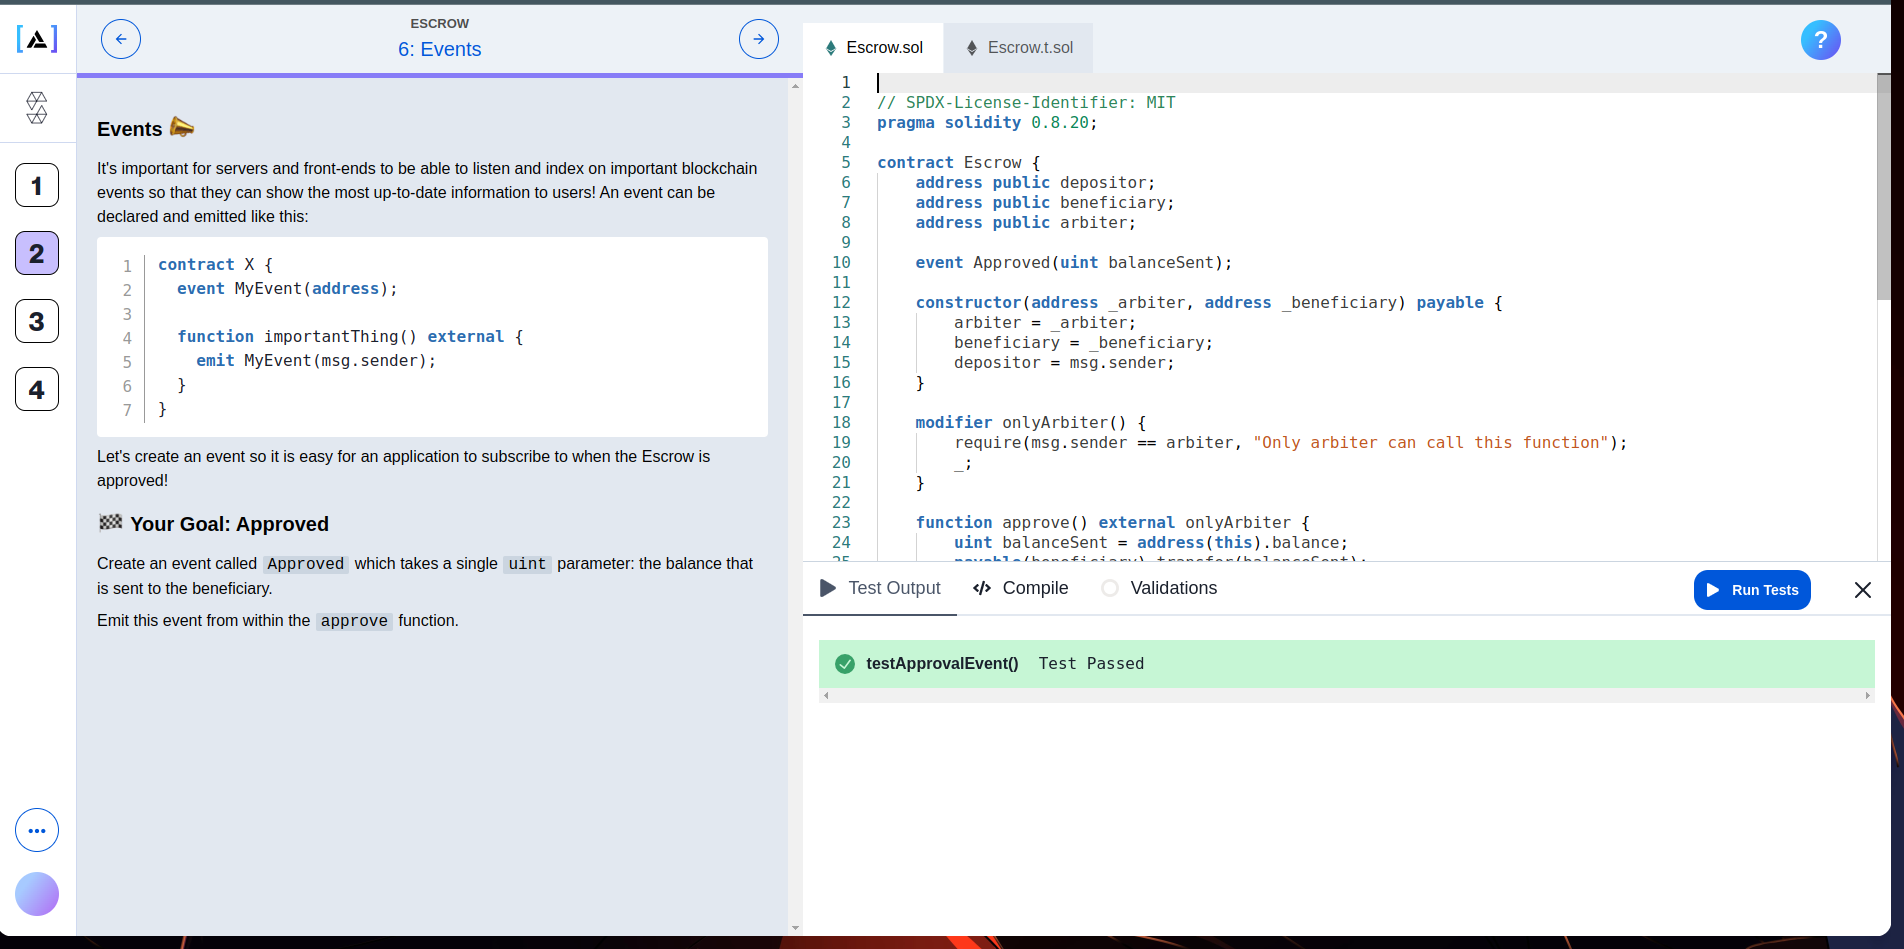 ESCROW
6: Events
1
2
3
4
Events
It's important for servers and front-ends to be able to listen and index on important blockchain
events so that they can show the most up-to-date information to users! An event can be
declared and emitted like this:
1 contract X {
2   event MyEvent(address);
3
4   function importantThing() external {
5     emit MyEvent(msg.sender);
6   }
7 }
Let's create an event so it is easy for an application to subscribe to when the Escrow is
approved!
Your Goal: Approved
Create an event called Approved which takes a single uint parameter: the balance that
is sent to the beneficiary.
Emit this event from within the approve function.
Escrow.sol Escrow.t.sol ?
1
2 // SPDX-License-Identifier: MIT
3 pragma solidity 0.8.20;
4
5 contract Escrow {
6     address public depositor;
7     address public beneficiary;
8     address public arbiter;
9
10     event Approved(uint balanceSent);
11
12     constructor(address _arbiter, address _beneficiary) payable {
13         arbiter = _arbiter;
14         beneficiary = _beneficiary;
15         depositor = msg.sender;
16     }
17
18     modifier onlyArbiter() {
19         require(msg.sender == arbiter, "Only arbiter can call this function");
20         _;
21     }
22
23     function approve() external onlyArbiter {
24         uint balanceSent = address(this).balance;
25         payable(beneficiary).transfer(balanceSent);
Test Output Compile Validations Run Tests
testApprovalEvent() Test Passed